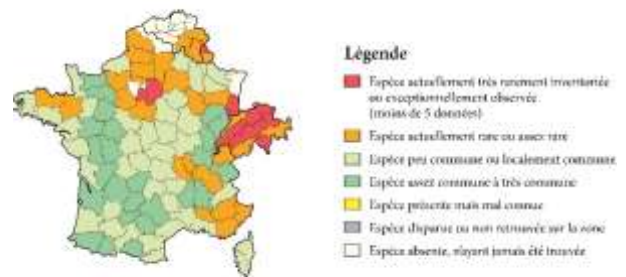 Légende
Espèce actuellement très rarement inventoriée
ou exceptionnellement observée
(moins de 5 données)
Espèce actuellement rare ou assez rare
Espèce peu commune ou localement commune
Espèce assez commune à très commune
Espèce présente mais mal connue
Espèce disparue ou non retrouvée sur la zone
Espèce absente, n'ayant jamais été trouvée